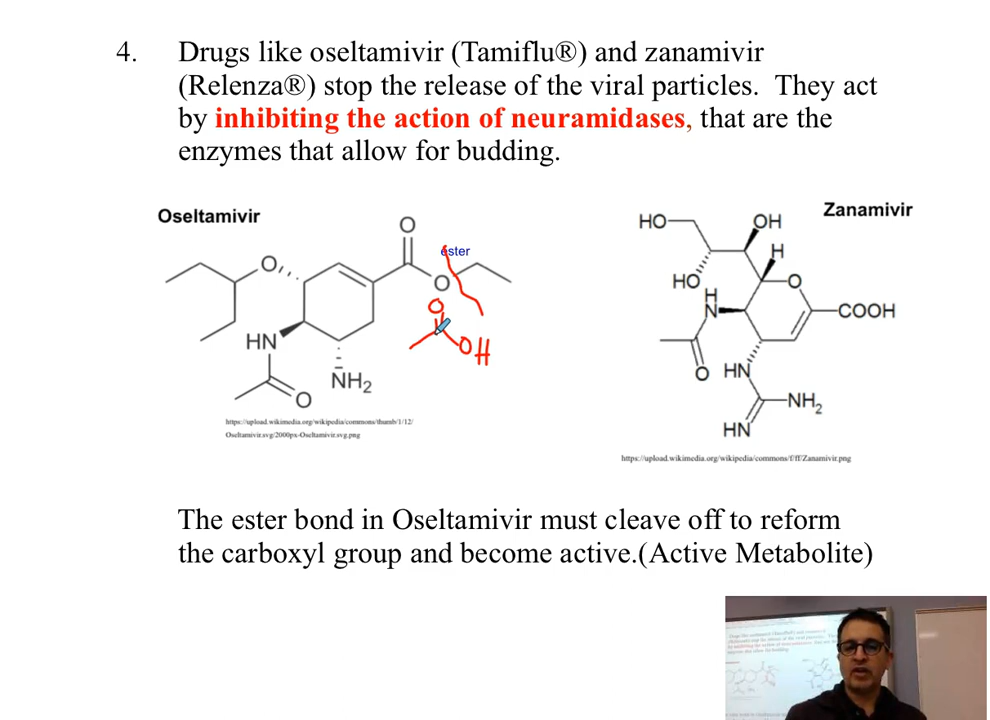 4. Drugs like oseltamivir (Tamiflu®) and zanamivir
(Relenza®) stop the release of the viral particles. They act
by inhibiting the action of neuramidases, that are the
enzymes that allow for budding.
Oseltamivir
O
ester
O
O
HN
NH2
O
O
OH
https://upload.wikimedia.org/wikipedia/commons/thumb/1/12/
Oseltamivir.svg/2000px-Oseltamivir.svg.png
Zanamivir
HO
OH
H
HO
O
H
N
COOH
O
HN
NH2
HN
https://upload.wikimedia.org/wikipedia/commons/f/ff/Zanamivir.png
The ester bond in Oseltamivir must cleave off to reform
the carboxyl group and become active.(Active Metabolite)